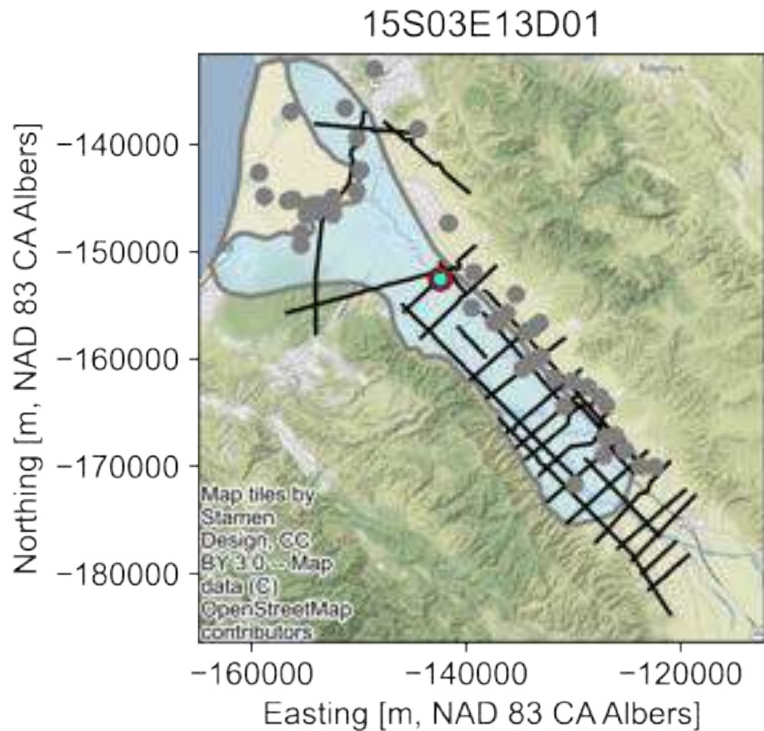 15S03E13D01
Northing [m, NAD 83 CA Albers]
−140000
−150000
−160000
−170000
−180000
Map tiles by
Stamen
Design, CC
BY 3.0 -- Map
data (C)
OpenStreetMap
contributors
−160000
−140000
−120000
Easting [m, NAD 83 CA Albers]